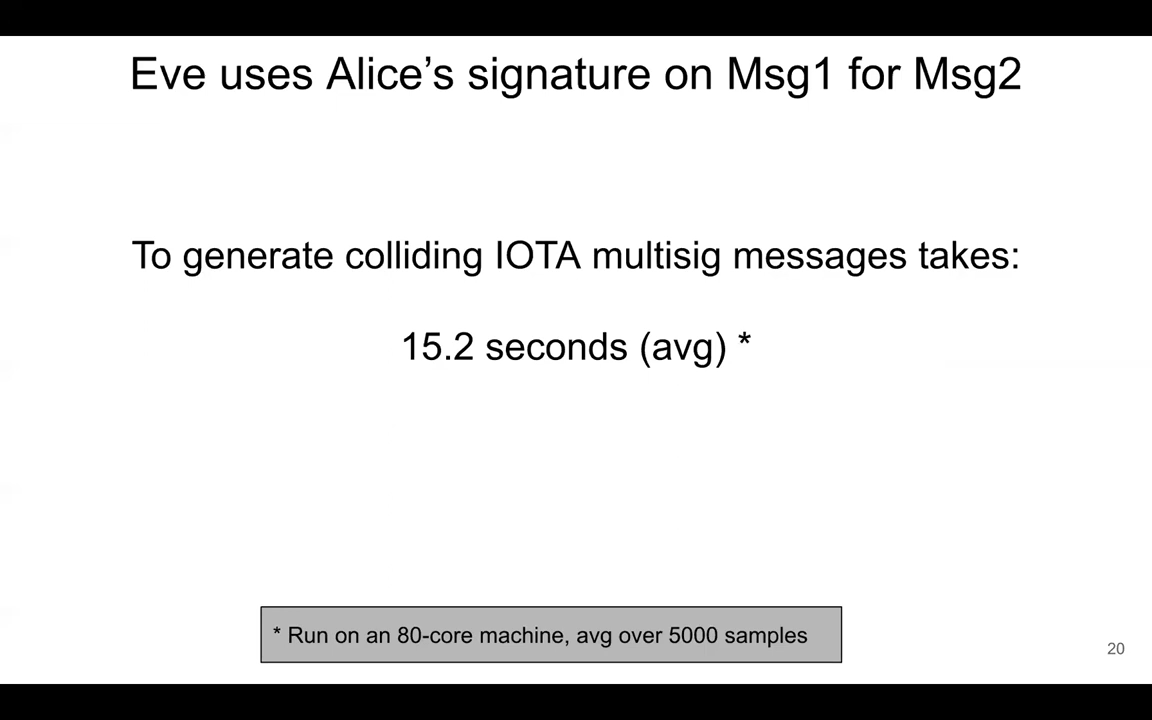 Eve uses Alice’s signature on Msg1 for Msg2
To generate colliding IOTA multisig messages takes:
15.2 seconds (avg) *
* Run on an 80-core machine, avg over 5000 samples
20